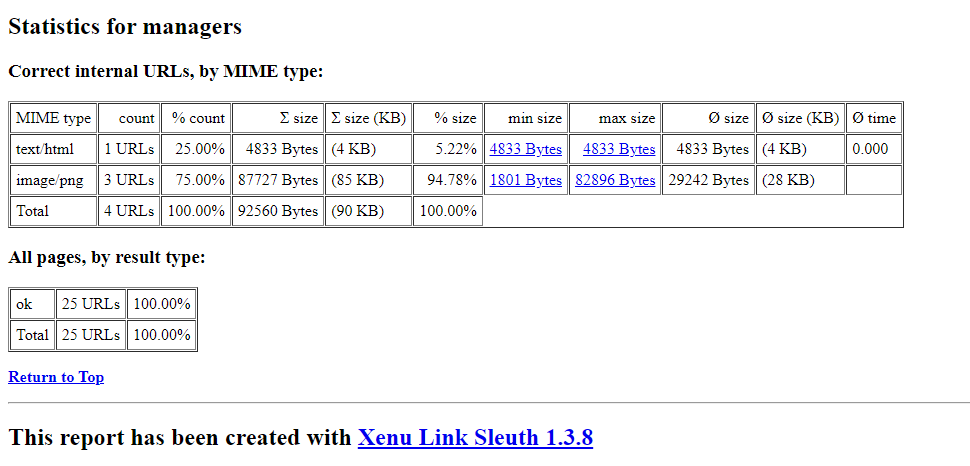 Statistics for managers
Correct internal URLs, by MIME type:
MIME type count % count Σ size Σ size (KB) % size min size max size Ø size Ø size (KB) Ø time
text/html 1 URLs 25.00% 4833 Bytes (4 KB) 5.22% 4833 Bytes 4833 Bytes 4833 Bytes (4 KB) 0.000
image/png 3 URLs 75.00% 87727 Bytes (85 KB) 94.78% 1801 Bytes 82896 Bytes 29242 Bytes (28 KB)
Total 4 URLs 100.00% 92560 Bytes (90 KB) 100.00%
All pages, by result type:
ok 25 URLs 100.00%
Total 25 URLs 100.00%
Return to Top
This report has been created with Xenu Link Sleuth 1.3.8